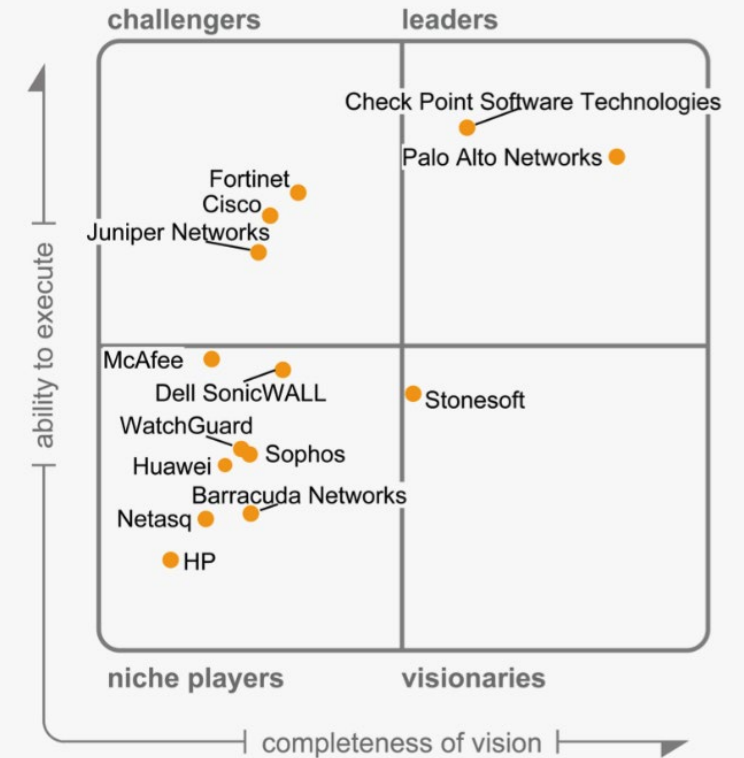 challengers
leaders
Check Point Software Technologies
Palo Alto Networks
Fortinet
Cisco
Juniper Networks
ability to execute
McAfee
Dell SonicWALL
Stonesoft
WatchGuard
Sophos
Huawei
Barracuda Networks
Netasq
HP
niche players
visionaries
completeness of vision